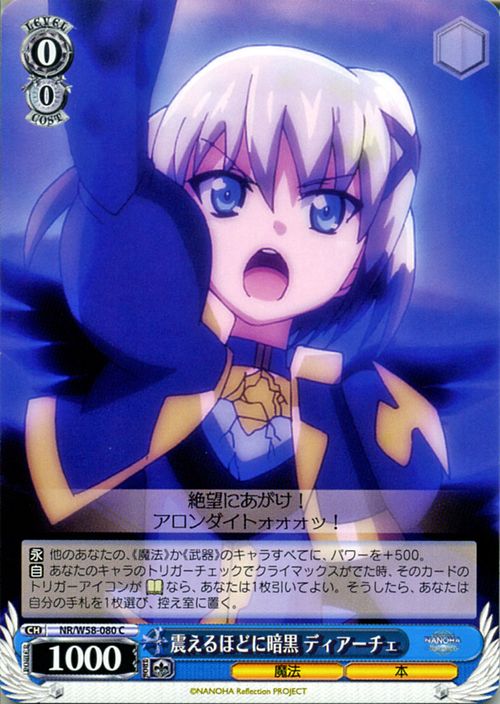 LEVEL
0
0
COST
絶望にあがけ！
アロンダイトォォォッ！
永 他のあなたの、《魔法》か《武器》のキャラすべてに、パワーを＋500。
自 あなたのキャラのトリガーチェックでクライマックスがでた時、そのカードの
トリガーアイコンが なら、あなたは1枚引いてよい。そうしたら、あなたは
自分の手札を1枚選び、控え室に置く。
CH NR/W58-080 C
震えるほどに暗黒 ディアーチェ
NANOHA
POWER
1000
SOUL
魔法
本
©NANOHA Reflection PROJECT